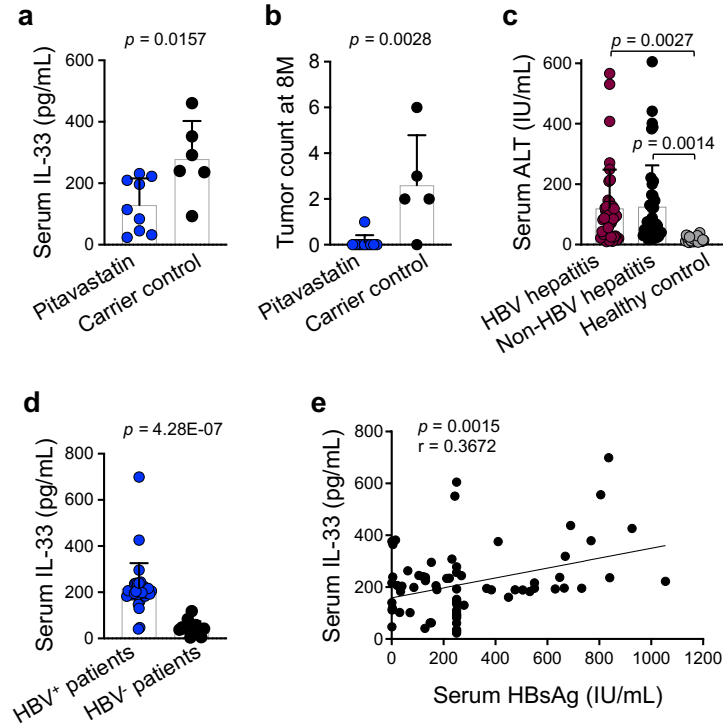 a
p = 0.0157
Serum IL-33 (pg/mL)
600
400
200
0
Pitavastatin
Carrier control
b
p = 0.0028
Tumor count at 8M
8
6
4
2
0
Pitavastatin
Carrier control
c
p = 0.0027
p = 0.0014
Serum ALT (IU/mL)
600
400
200
0
HBV hepatitis
Non-HBV hepatitis
Healthy control
d
p = 4.28E-07
Serum IL-33 (pg/mL)
800
600
400
200
0
HBV⁺ patients
HBV⁻ patients
e
p = 0.0015
r = 0.3672
Serum IL-33 (pg/mL)
800
600
400
200
0
0 200 400 600 800 1000 1200
Serum HBsAg (IU/mL)